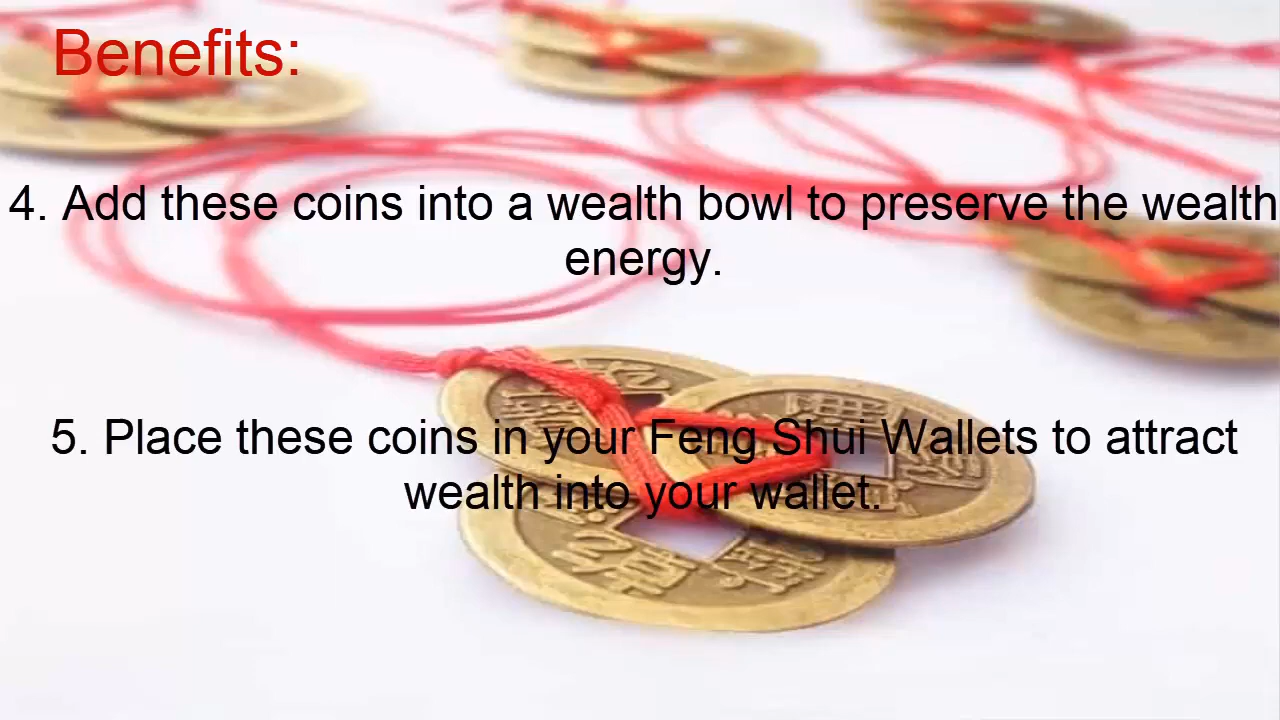 Benefits:
4. Add these coins into a wealth bowl to preserve the wealth
energy.
5. Place these coins in your Feng Shui Wallets to attract
wealth into your wallet.